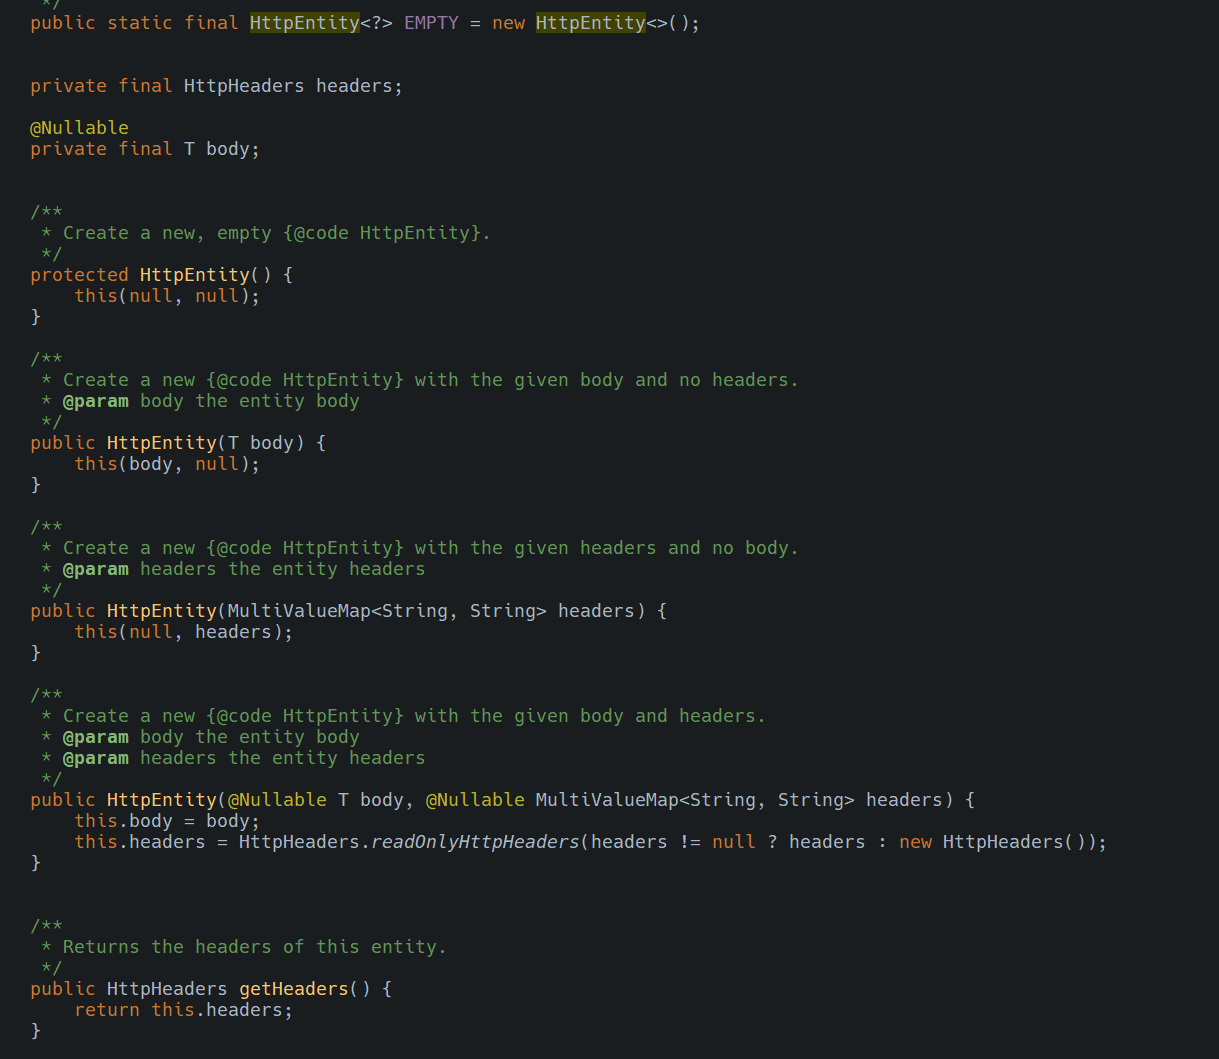 */
public static final HttpEntity<?> EMPTY = new HttpEntity<>();
private final HttpHeaders headers;
@Nullable
private final T body;
/**
* Create a new, empty {@code HttpEntity}.
*/
protected HttpEntity() {
this(null, null);
}
/**
* Create a new {@code HttpEntity} with the given body and no headers.
* @param body the entity body
*/
public HttpEntity(T body) {
this(body, null);
}
/**
* Create a new {@code HttpEntity} with the given headers and no body.
* @param headers the entity headers
*/
public HttpEntity(MultiValueMap<String, String> headers) {
this(null, headers);
}
/**
* Create a new {@code HttpEntity} with the given body and headers.
* @param body the entity body
* @param headers the entity headers
*/
public HttpEntity(@Nullable T body, @Nullable MultiValueMap<String, String> headers) {
this.body = body;
this.headers = HttpHeaders.readOnlyHttpHeaders(headers != null ? headers : new HttpHeaders());
}
/**
* Returns the headers of this entity.
*/
public HttpHeaders getHeaders() {
return this.headers;
}